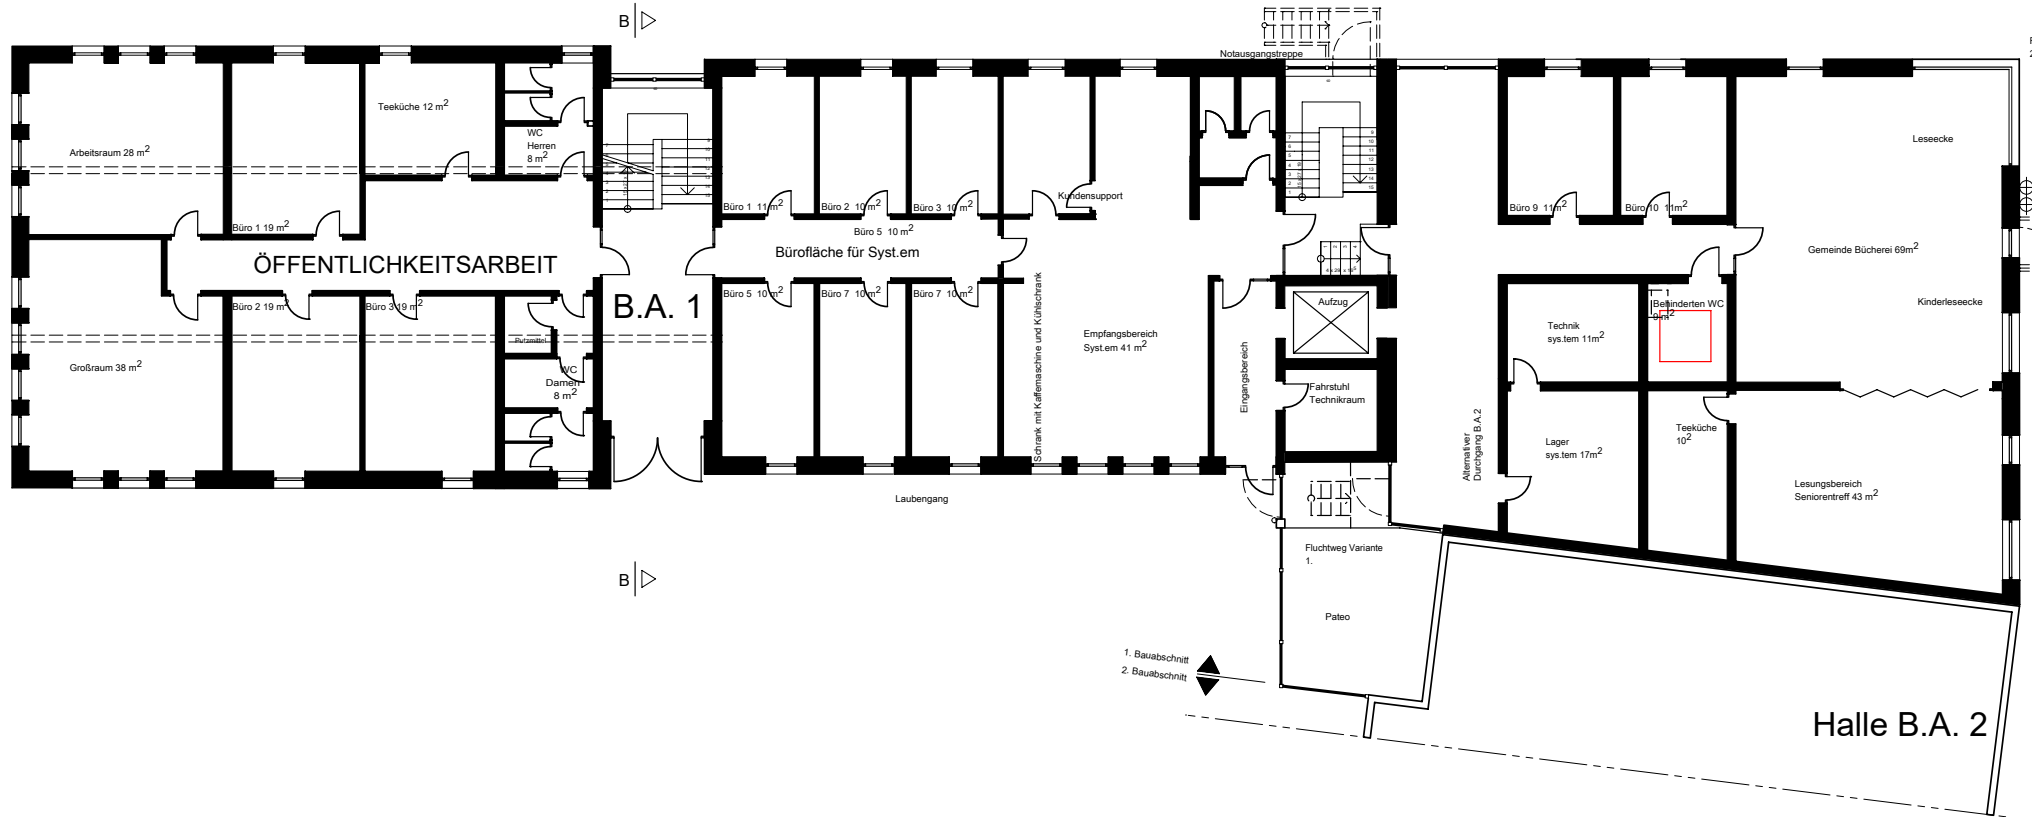 B
Notausgangstreppe
Teeküche 12 m²
WC
Herren
8 m²
Arbeitsraum 28 m²
Leseecke
Kundensupport
Büro 1 11 m²
Büro 2 10 m²
Büro 3 10 m²
Büro 9 11m²
Büro 10 11m²
Büro 1 19 m²
Büro 5 10 m²
Bürofläche für Syst.em
Gemeinde Bücherei 69m²
ÖFFENTLICHKEITSARBEIT
B.A. 1
Büro 2 19 m²
Büro 3 19 m²
Büro 5 10 m²
Büro 7 10 m²
Büro 7 10 m²
Schrank mit Kaffemaschine und Kühlschrank
Aufzug
Behinderten WC
9 m²
Kinderleseecke
Technik
sys.tem 11m²
Empfangsbereich
Syst.em 41 m²
Putzmittel
Großraum 38 m²
WC
Damen
8 m²
Eingangsbereich
Fahrstuhl
Technikraum
Alternativer
Durchgang B.A.2
Lager
sys.tem 17m²
Teeküche
10²
Lesungsbereich
Seniorentreff 43 m²
Laubengang
Fluchtweg Variante
1.
B
Pateo
1. Bauabschnitt
2. Bauabschnitt
Halle B.A. 2